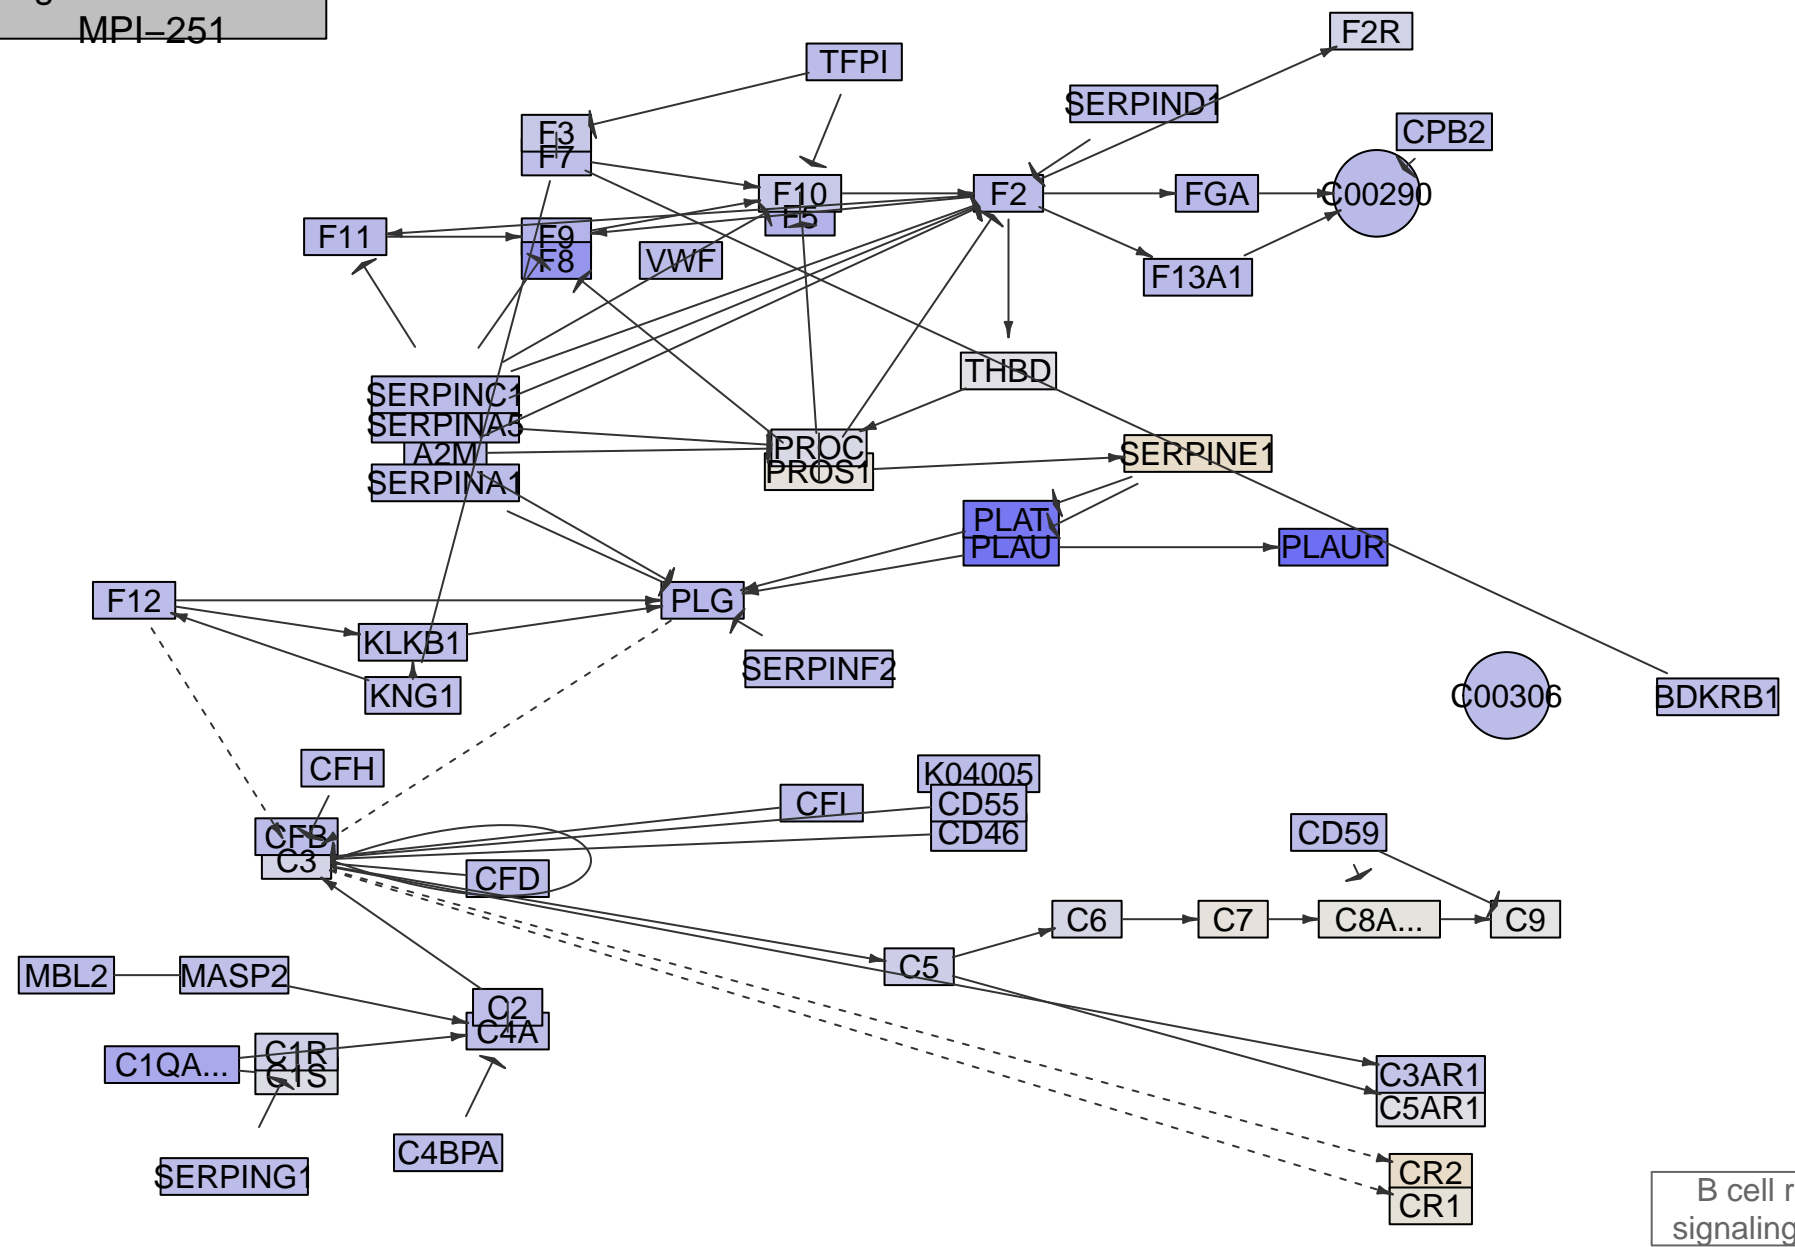 MPI–251
F2R
TFPI
SERPIND1
CPB2
F3
F7
F10
F5
F2
FGA
C00290
F11
F9
F8
VWF
F13A1
SERPINC1
SERPINA5
A2M
SERPINA1
THBD
PROC
PROS1
SERPINE1
PLAT
PLAU
PLAUR
F12
PLG
KLKB1
KNG1
SERPINF2
C00306
BDKRB1
CFH
CFI
K04005
CD55
CD46
CFB
C3
CFD
CD59
C6
C7
C8A...
C9
C5
MBL2
MASP2
C2
C4A
C1QA...
C1R
C1S
C3AR1
C5AR1
C4BPA
SERPING1
CR2
CR1
B cell r
signaling